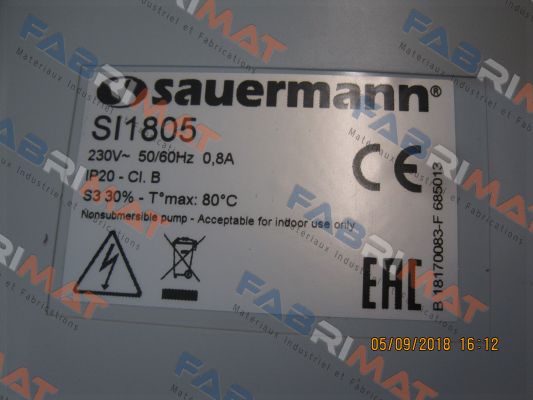 sauermann®
SI1805
230V~ 50/60Hz 0,8A
IP20 - Cl. B
S3 30% - T°max: 80°C
Nonsubmersible pump - Acceptable for indoor use only
CE
EAC
B 18170083-F 685013
05/09/2018 16:12
FABRIMAT
Materiaux Industriel et Fabrications